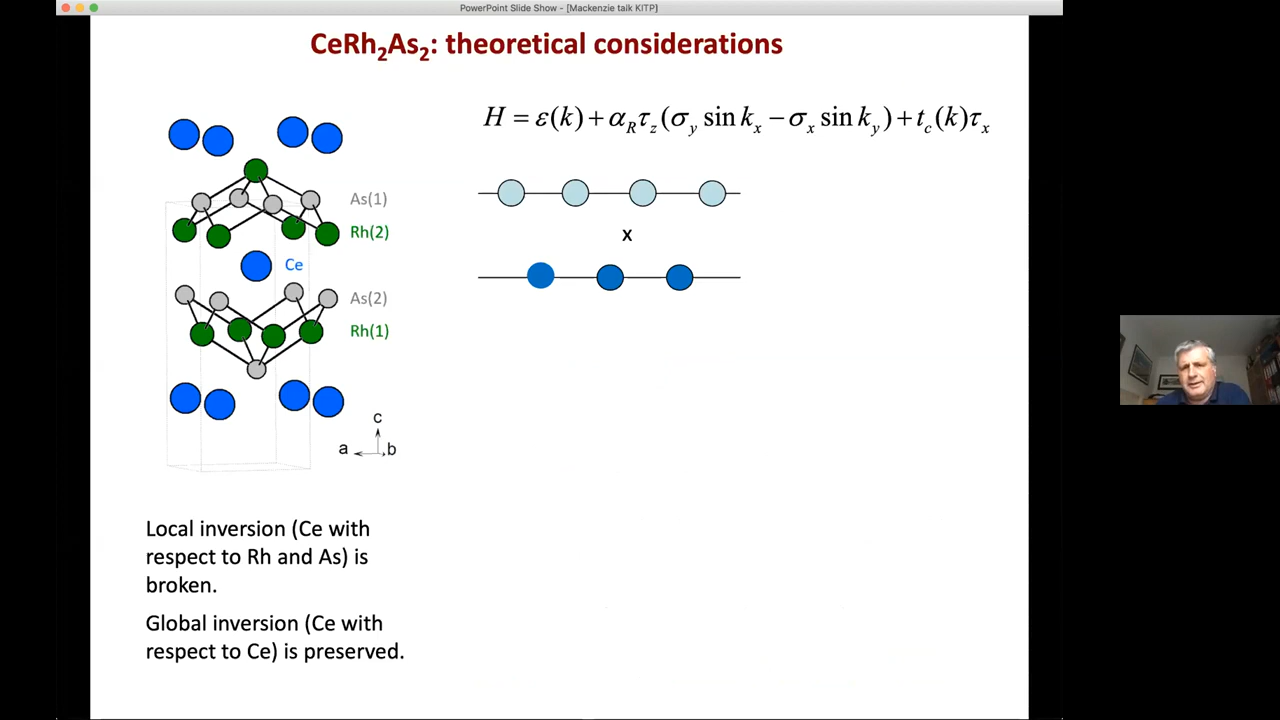 PowerPoint Slide Show - [Mackenzie talk KITP]
CeRh₂As₂: theoretical considerations
H = ε(k) + α_R τ_z (σ_y sin k_x − σ_x sin k_y) + t_c(k)τ_x
As(1)
Rh(2)
x
Ce
As(2)
Rh(1)
c
a
b
Local inversion (Ce with
respect to Rh and As) is
broken.
Global inversion (Ce with
respect to Ce) is preserved.